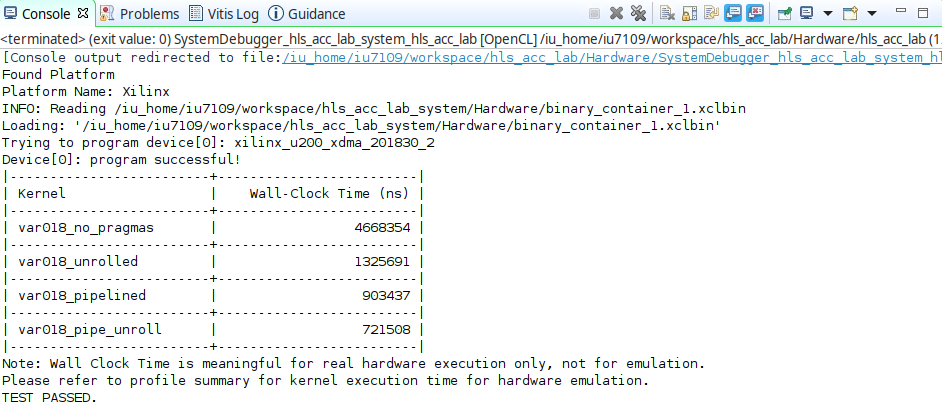 Console Problems Vitis Log Guidance
<terminated> (exit value: 0) SystemDebugger_hls_acc_lab_system_hls_acc_lab [OpenCL] /iu_home/iu7109/workspace/hls_acc_lab/Hardware/hls_acc_lab (1.
[Console output redirected to file:/iu_home/iu7109/workspace/hls_acc_lab/Hardware/SystemDebugger_hls_acc_lab_system_hl
Found Platform
Platform Name: Xilinx
INFO: Reading /iu_home/iu7109/workspace/hls_acc_lab_system/Hardware/binary_container_1.xclbin
Loading: '/iu_home/iu7109/workspace/hls_acc_lab_system/Hardware/binary_container_1.xclbin'
Trying to program device[0]: xilinx_u200_xdma_201830_2
Device[0]: program successful!
|-------------------------+-------------------------|
| Kernel                  |    Wall-Clock Time (ns) |
|-------------------------+-------------------------|
| var018_no_pragmas       |                 4668354 |
|-------------------------+-------------------------|
| var018_unrolled         |                 1325691 |
|-------------------------+-------------------------|
| var018_pipelined        |                  903437 |
|-------------------------+-------------------------|
| var018_pipe_unroll      |                  721508 |
|-------------------------+-------------------------|
Note: Wall Clock Time is meaningful for real hardware execution only, not for emulation.
Please refer to profile summary for kernel execution time for hardware emulation.
TEST PASSED.